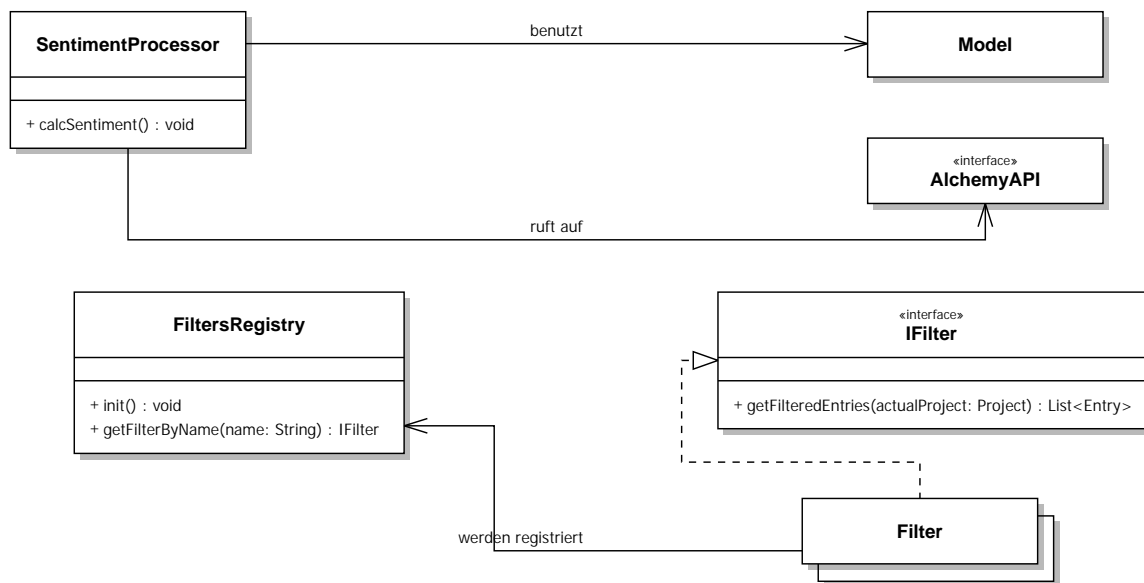 SentimentProcessor
benutzt
Model
+ calcSentiment() : void
«interface»
AlchemyAPI
ruft auf
FiltersRegistry
«interface»
IFilter
+ init() : void
+ getFilterByName(name: String) : IFilter
+ getFilteredEntries(actualProject: Project) : List<Entry>
werden registriert
Filter